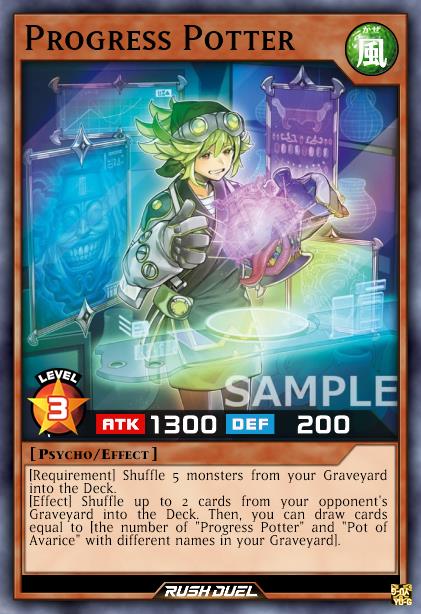 PROGRESS POTTER
かぜ
風
SAMPLE
LEVEL
3
ATK 1300 DEF 200
[PSYCHO/EFFECT]
[Requirement] Shuffle 5 monsters from your Graveyard
into the Deck.
[Effect] Shuffle up to 2 cards from your opponent's
Graveyard into the Deck. Then, you can draw cards
equal to [the number of "Progress Potter" and "Pot of
Avarice" with different names in your Graveyard].
RUSH DUEL